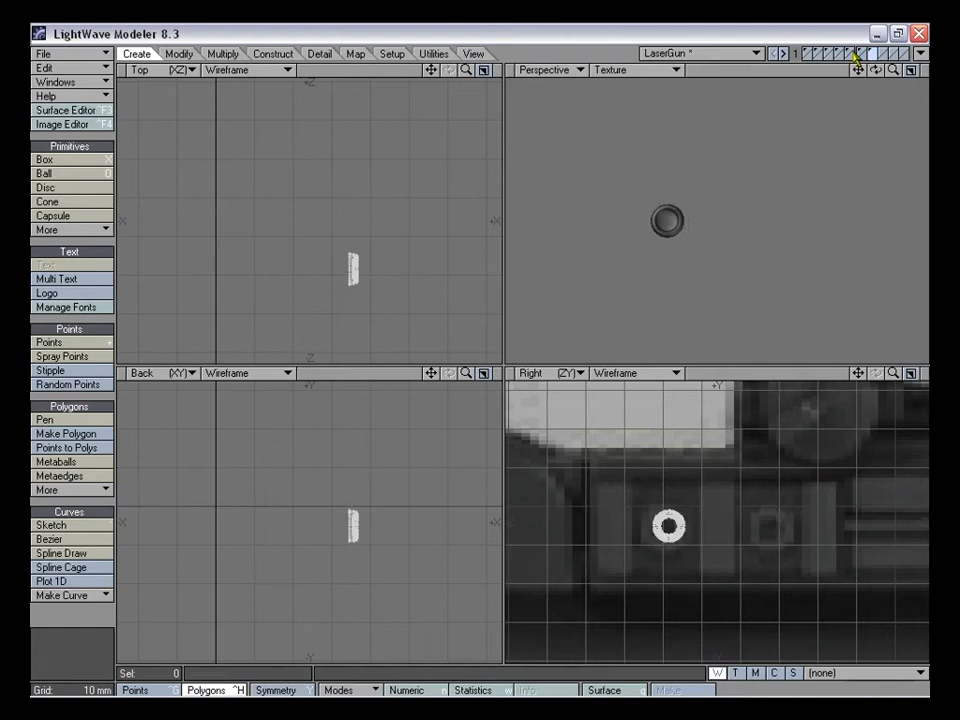 LightWave Modeler 8.3
File
Create
Modify
Multiply
Construct
Detail
Map
Setup
Utilities
View
LaserGun *
1
Edit
Windows
Help
Surface Editor F3
Image Editor ^F4
Top (XZ) Wireframe
Perspective Texture
Primitives
Box X
Ball O
Disc
Cone
Capsule
More
Text
Text
Multi Text
Logo
Manage Fonts
Points
Points +
Spray Points
Stipple
Random Points
Polygons
Pen
Make Polygon
Points to Polys
Metaballs
Metaedges
More
Curves
Sketch
Bezier
Spline Draw
Spline Cage
Plot 1D
Make Curve
Back (XY) Wireframe
Right (ZY) Wireframe
Sel: 0
W T M C S (none)
Grid: 10 mm
Points ^G
Polygons ^H
Symmetry Y
Modes
Numeric n
Statistics w
Info
Surface q
Make